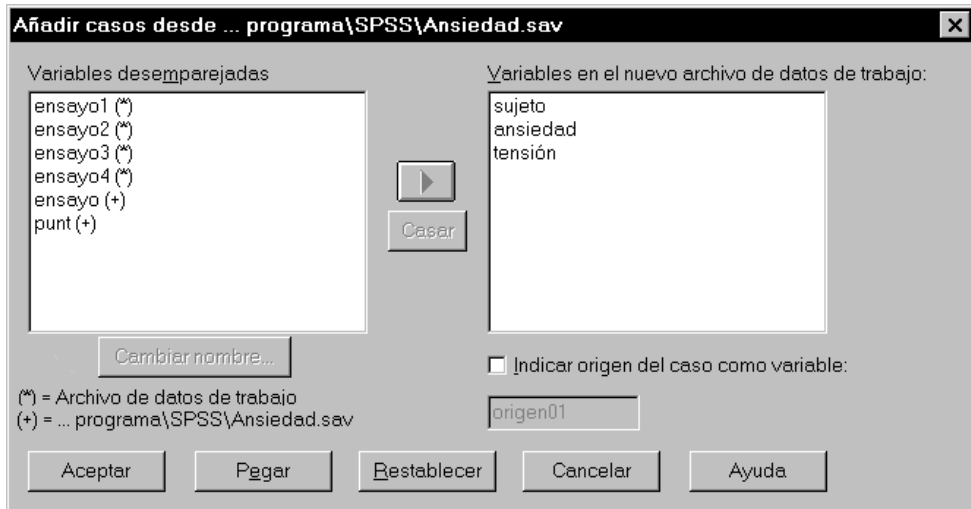 Añadir casos desde ... programa\SPSS\Ansiedad.sav
Variables desemparejadas
ensayo1 (*)
ensayo2 (*)
ensayo3 (*)
ensayo4 (*)
ensayo (+)
punt (+)
Casar
Variables en el nuevo archivo de datos de trabajo:
sujeto
ansiedad
tensión
Cambiar nombre...
(*) = Archivo de datos de trabajo
(+) = ... programa\SPSS\Ansiedad.sav
Indicar origen del caso como variable:
origen01
Aceptar Pegar Restablecer Cancelar Ayuda